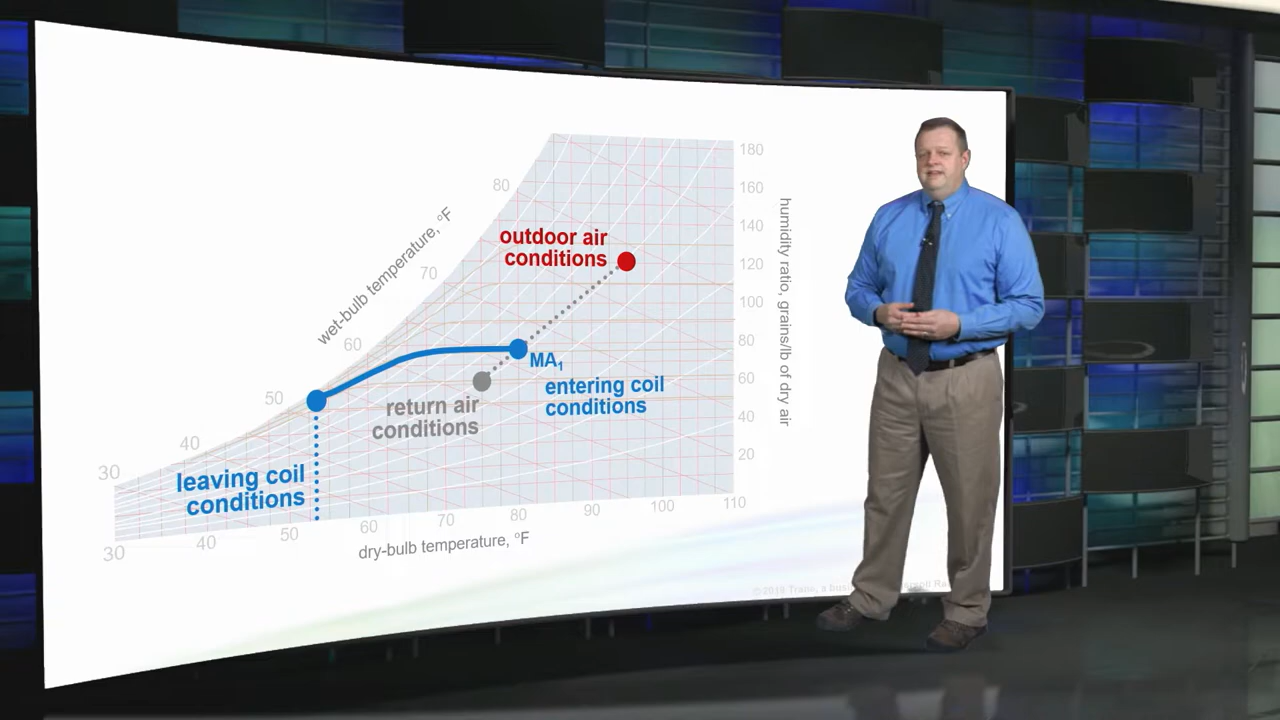 180
80
160
wet-bulb temperature, °F
140
outdoor air
conditions
70
120
humidity ratio, grains/lb of dry air
100
60
80
MA1
entering coil
conditions
60
50
return air
conditions
40
40
20
30
leaving coil
conditions
30
40
50
60
70
80
90
100
110
dry-bulb temperature, °F